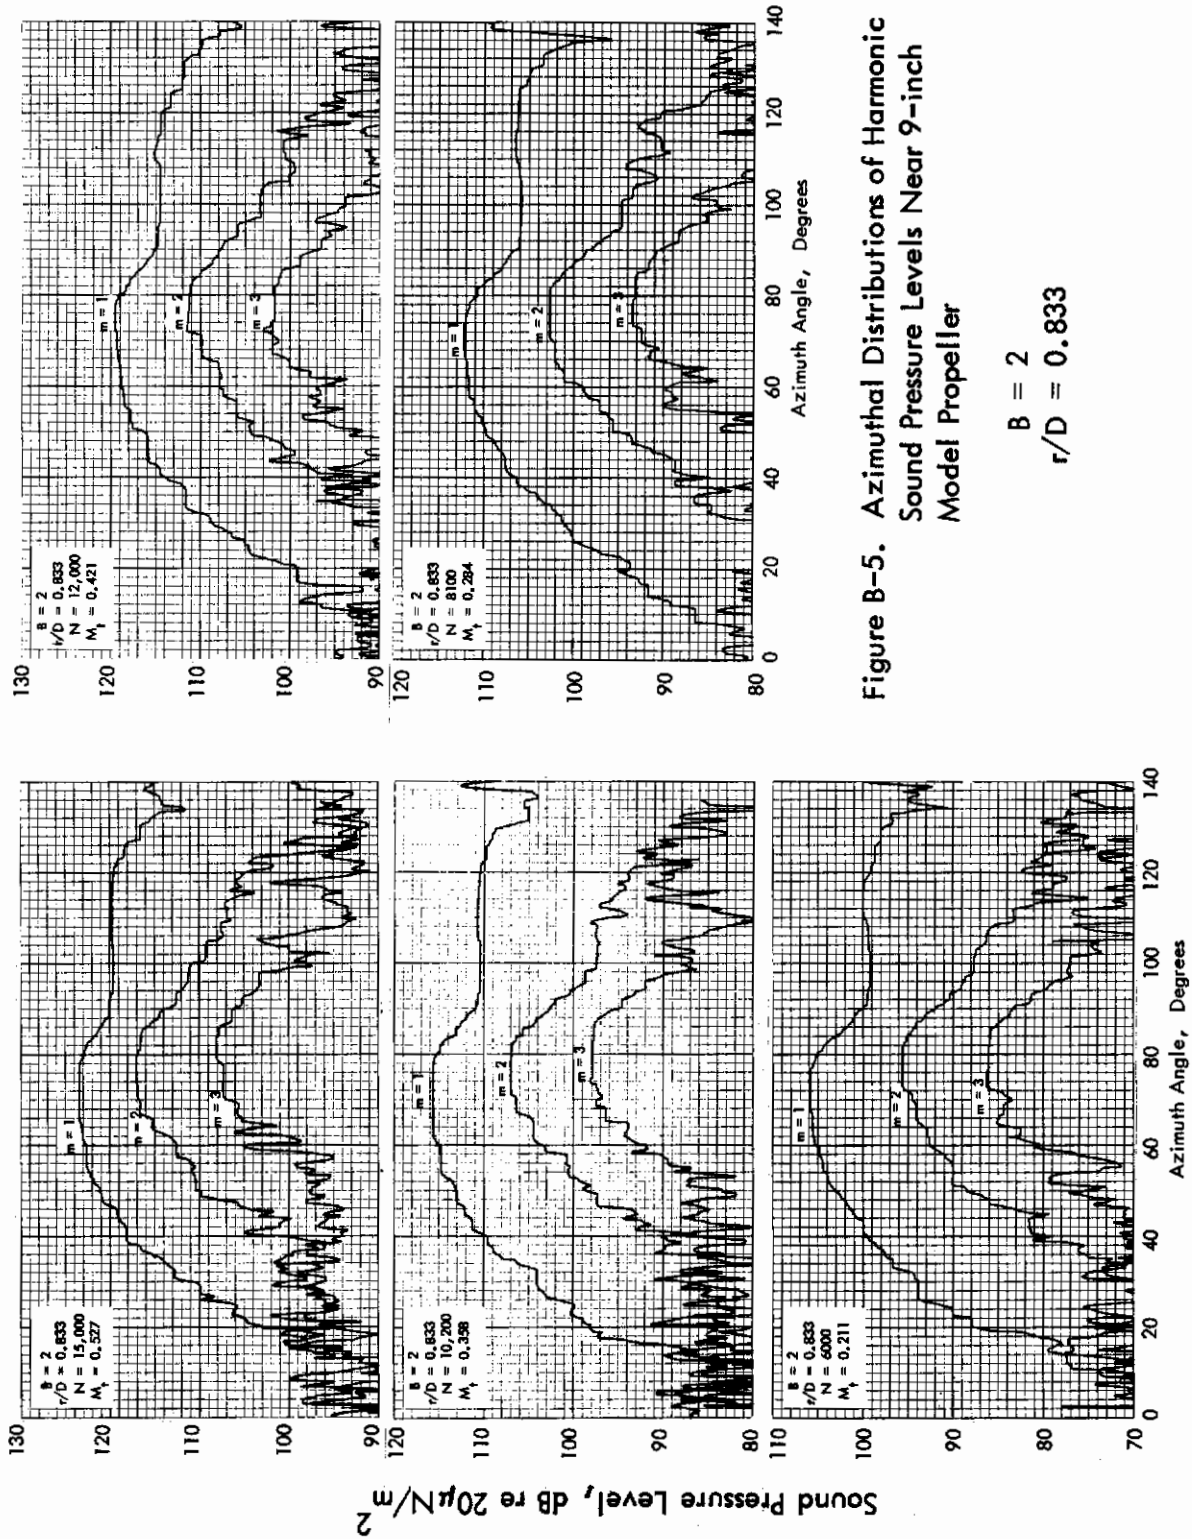 Sound Pressure Level, dB re 20µN/m²
130
120
110
100
90
B = 2
r/D = 0.833
N = 15,000
M_t = 0.527
m = 1
m = 2
m = 3
120
110
100
90
80
B = 2
r/D = 0.833
N = 10,200
M_t = 0.358
m = 1
m = 2
m = 3
110
100
90
80
70
B = 2
r/D = 0.833
N = 6000
M_t = 0.211
m = 1
m = 2
m = 3
0 20 40 60 80 100 120 140
Azimuth Angle, Degrees
130
120
110
100
90
B = 2
r/D = 0.833
N = 12,000
M_t = 0.421
m = 1
m = 2
m = 3
120
110
100
90
80
B = 2
r/D = 0.833
N = 8100
M_t = 0.284
m = 1
m = 2
m = 3
0 20 40 60 80 100 120 140
Azimuth Angle, Degrees
Figure B-5. Azimuthal Distributions of Harmonic
Sound Pressure Levels Near 9-inch
Model Propeller
B = 2
r/D = 0.833